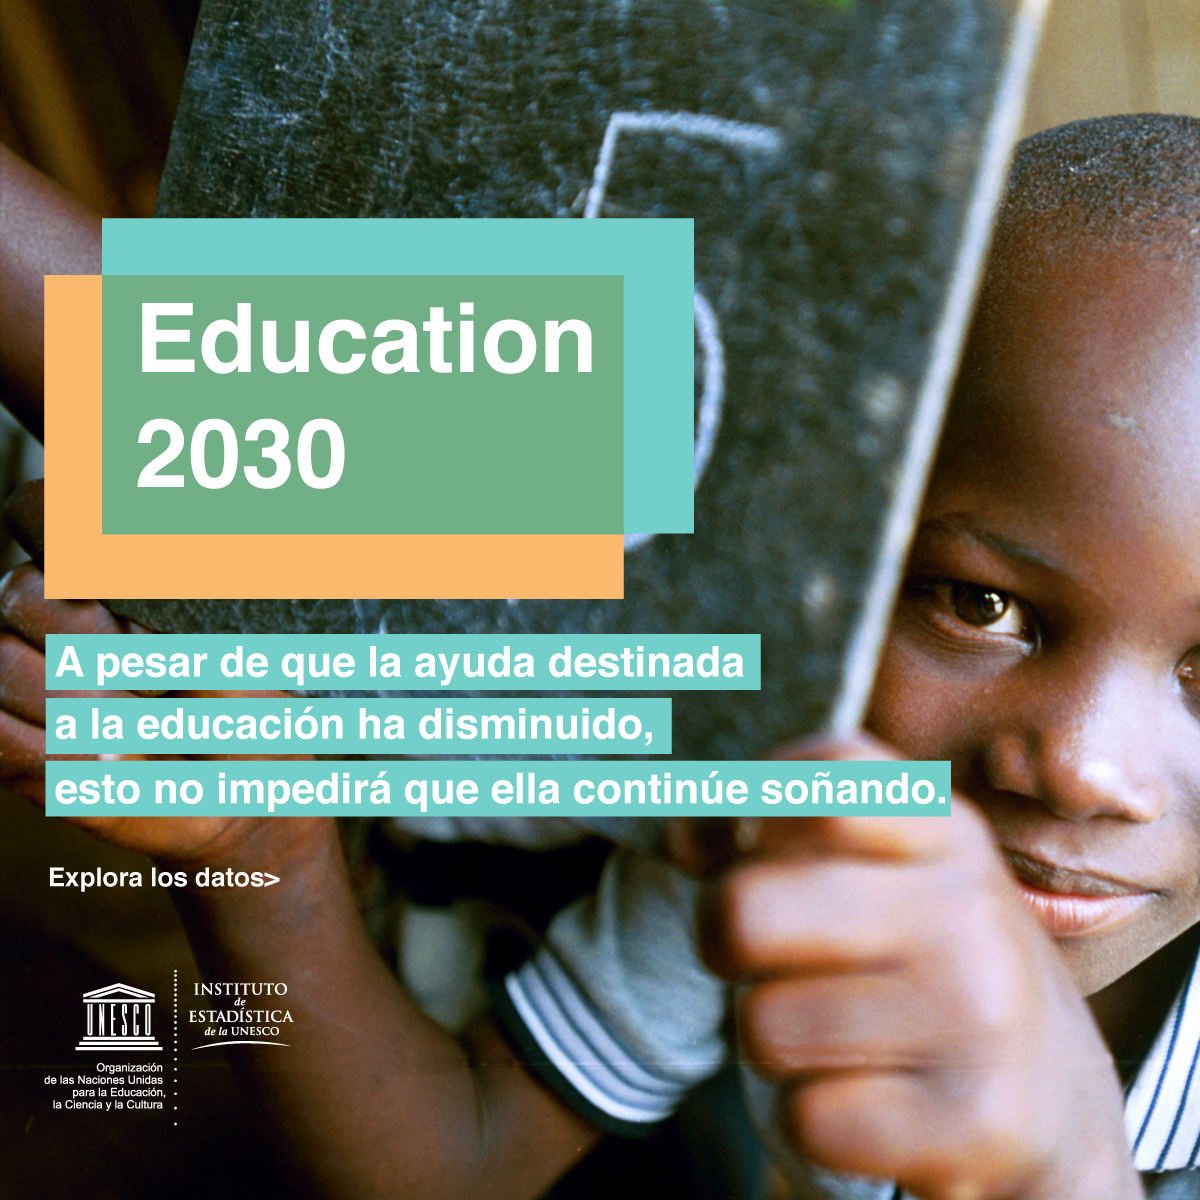 Education
2030
A pesar de que la ayuda destinada
a la educación ha disminuido,
esto no impedirá que ella continúe soñando.
Explora los datos>
UNESCO
Organización
de las Naciones Unidas
para la Educación,
la Ciencia y la Cultura
INSTITUTO
de
ESTADÍSTICA
de la UNESCO